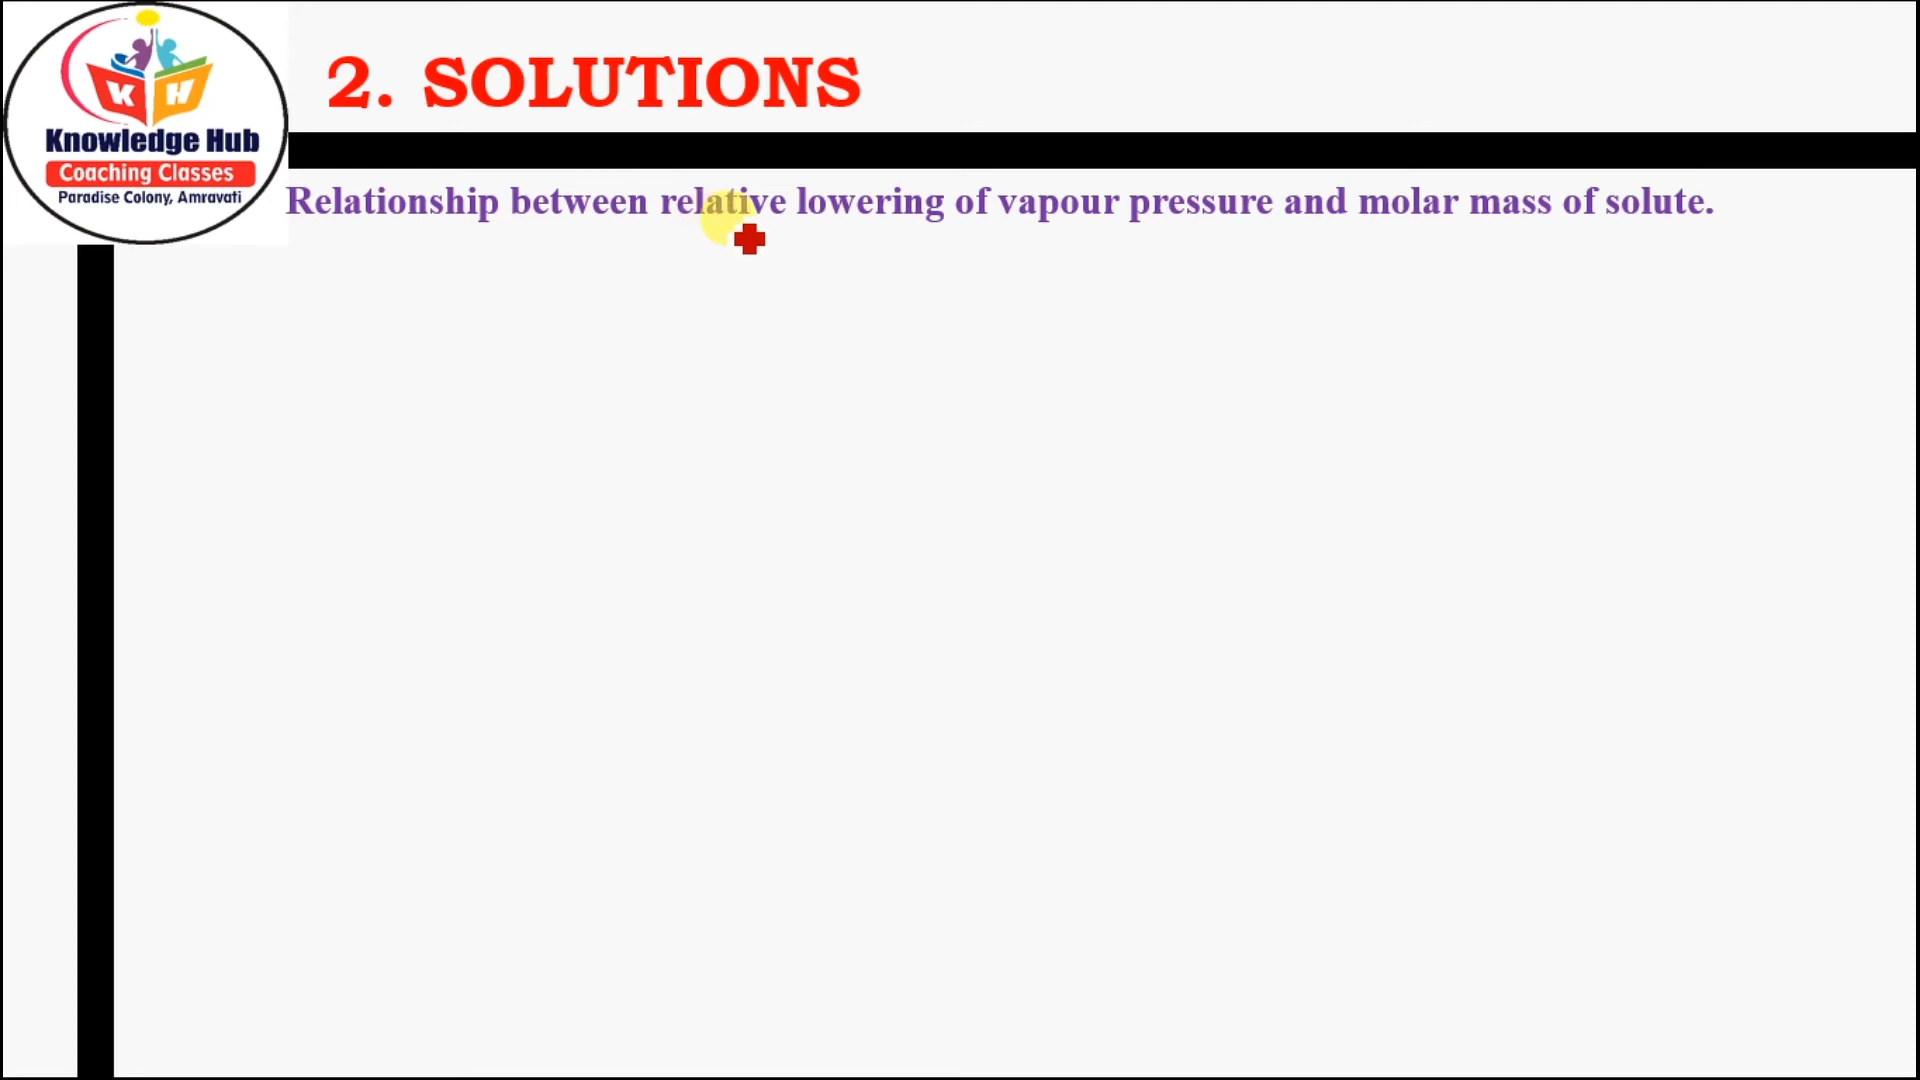 2. SOLUTIONS
K H
Knowledge Hub
Coaching Classes
Paradise Colony, Amravati
Relationship between relative lowering of vapour pressure and molar mass of solute.